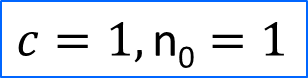 c = 1, n₀ = 1